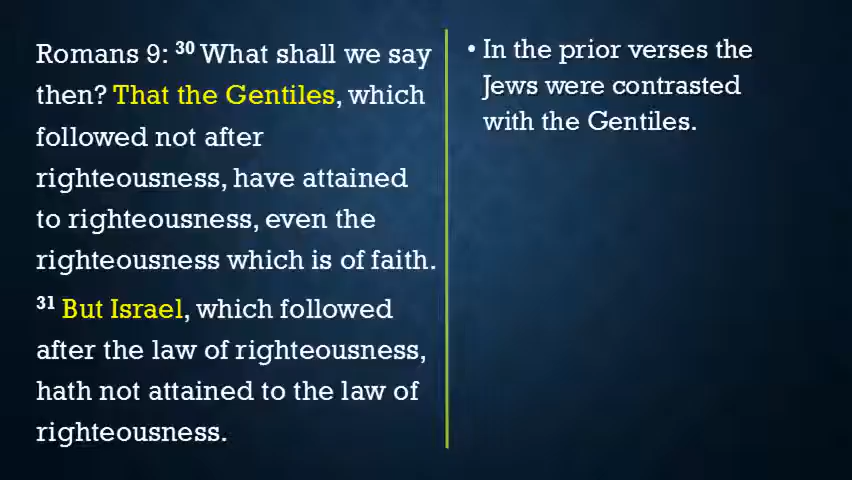 Romans 9: 30 What shall we say
then? That the Gentiles, which
followed not after
righteousness, have attained
to righteousness, even the
righteousness which is of faith.
31 But Israel, which followed
after the law of righteousness,
hath not attained to the law of
righteousness.
• In the prior verses the
Jews were contrasted
with the Gentiles.